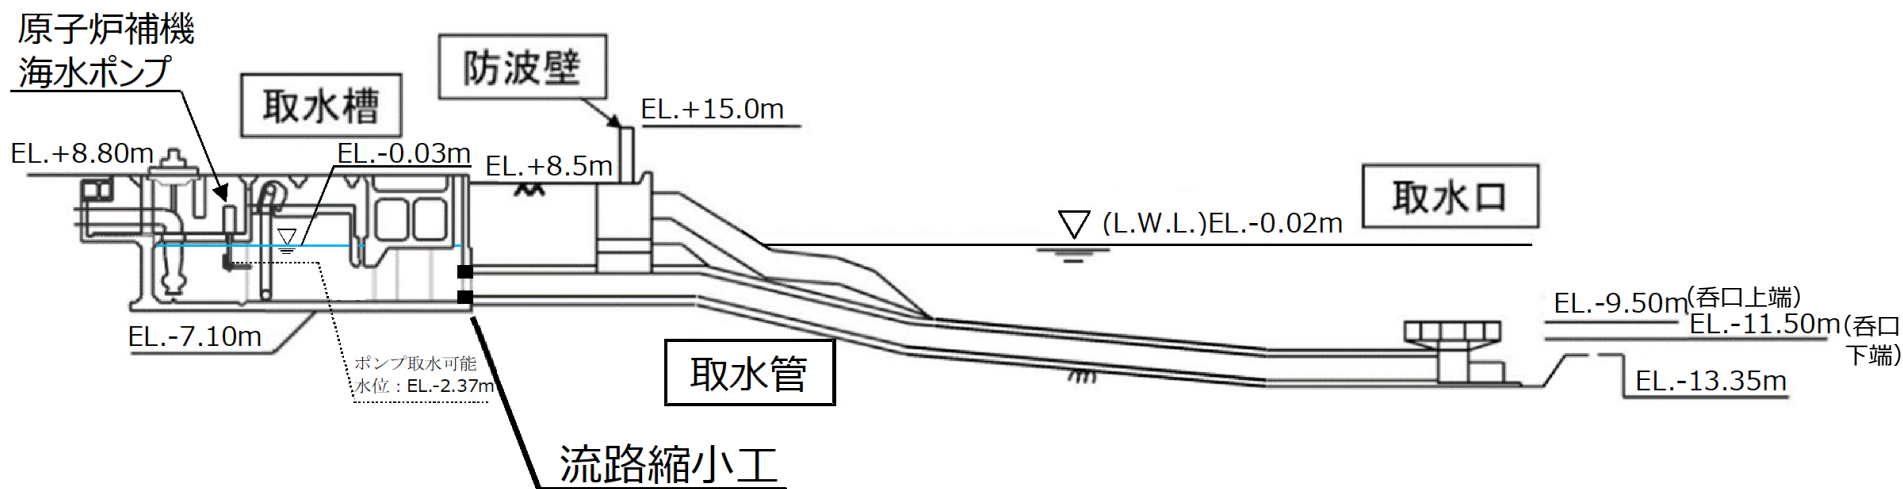 原子炉補機
海水ポンプ
取水槽
防波壁
EL.+15.0m
EL.+8.80m
EL.-0.03m
EL.+8.5m
取水口
(L.W.L.)EL.-0.02m
EL.-9.50m(呑口上端)
EL.-11.50m(呑口
下端)
EL.-7.10m
ポンプ取水可能
水位：EL.-2.37m
取水管
EL.-13.35m
流路縮小工